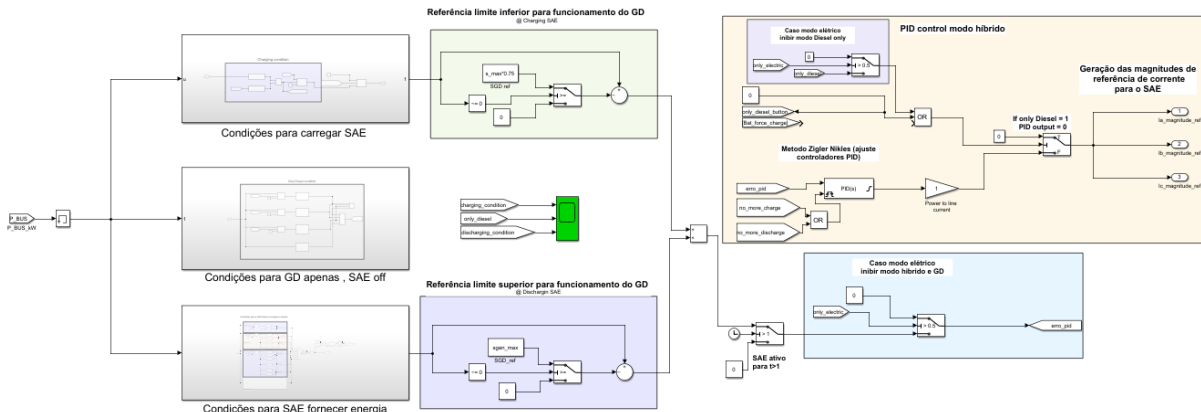 Referência limite inferior para funcionamento do GD
@ Charging SAE
Charging condition
u
1
Condições para carregar SAE
s_max*0.75
SGD ref
~= 0
>=
0
Caso modo elétrico
inibir modo Diesel only
0
only_electric
> 0.5
only_diesel
PID control modo híbrido
Geração das magnitudes de
referência de corrente
para o SAE
0
only_diesel_button
Bat_force_charge
OR
If only Diesel = 1
PID output = 0
0
T
F
1
Ia_magnitude_ref
2
Ib_magnitude_ref
3
Ic_magnitude_ref
Metodo Zigler Nikles (ajuste
controladores PID)
erro_pid
PID(s)
1
Power to line
current
no_more_charge
OR
no_more_discharge
P_BUS
P_BUS_kW
1
Condições para GD apenas , SAE off
charging_condition
only_diesel
discharging_condition
Referência limite superior para funcionamento do GD
@ Dischargin SAE
Condições para SAE fornecer energia
sgen_max
SGD_ref
~= 0
>=
0
> 1
0
SAE ativo
para t>1
Caso modo elétrico
inibir modo hibrido e GD
0
only_electric
> 0.5
erro_pid